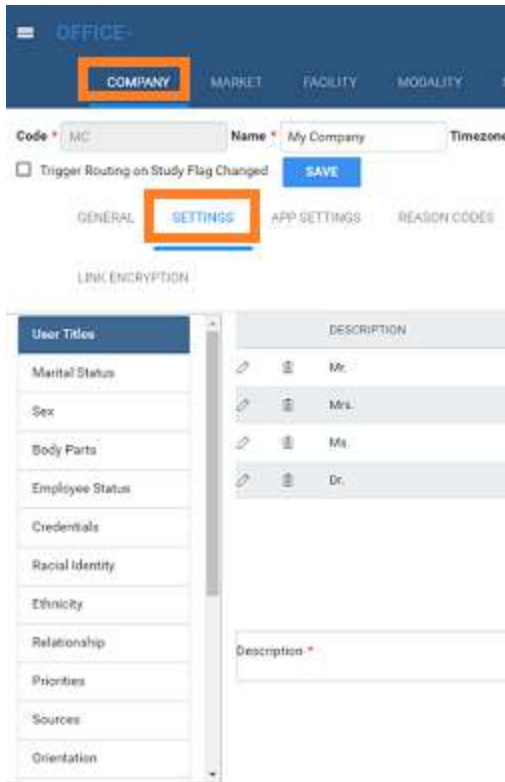 OFFICE-
COMPANY MARKET FACILITY MODALITY
Code * MC Name * My Company Timezone
Trigger Routing on Study Flag Changed SAVE
GENERAL SETTINGS APP SETTINGS REASON CODES
LINK ENCRYPTION
User Titles
Marital Status
Sex
Body Parts
Employee Status
Credentials
Racial Identity
Ethnicity
Relationship
Priorities
Sources
Orientation
DESCRIPTION
Mr.
Mrs.
Ms.
Dr.
Description *